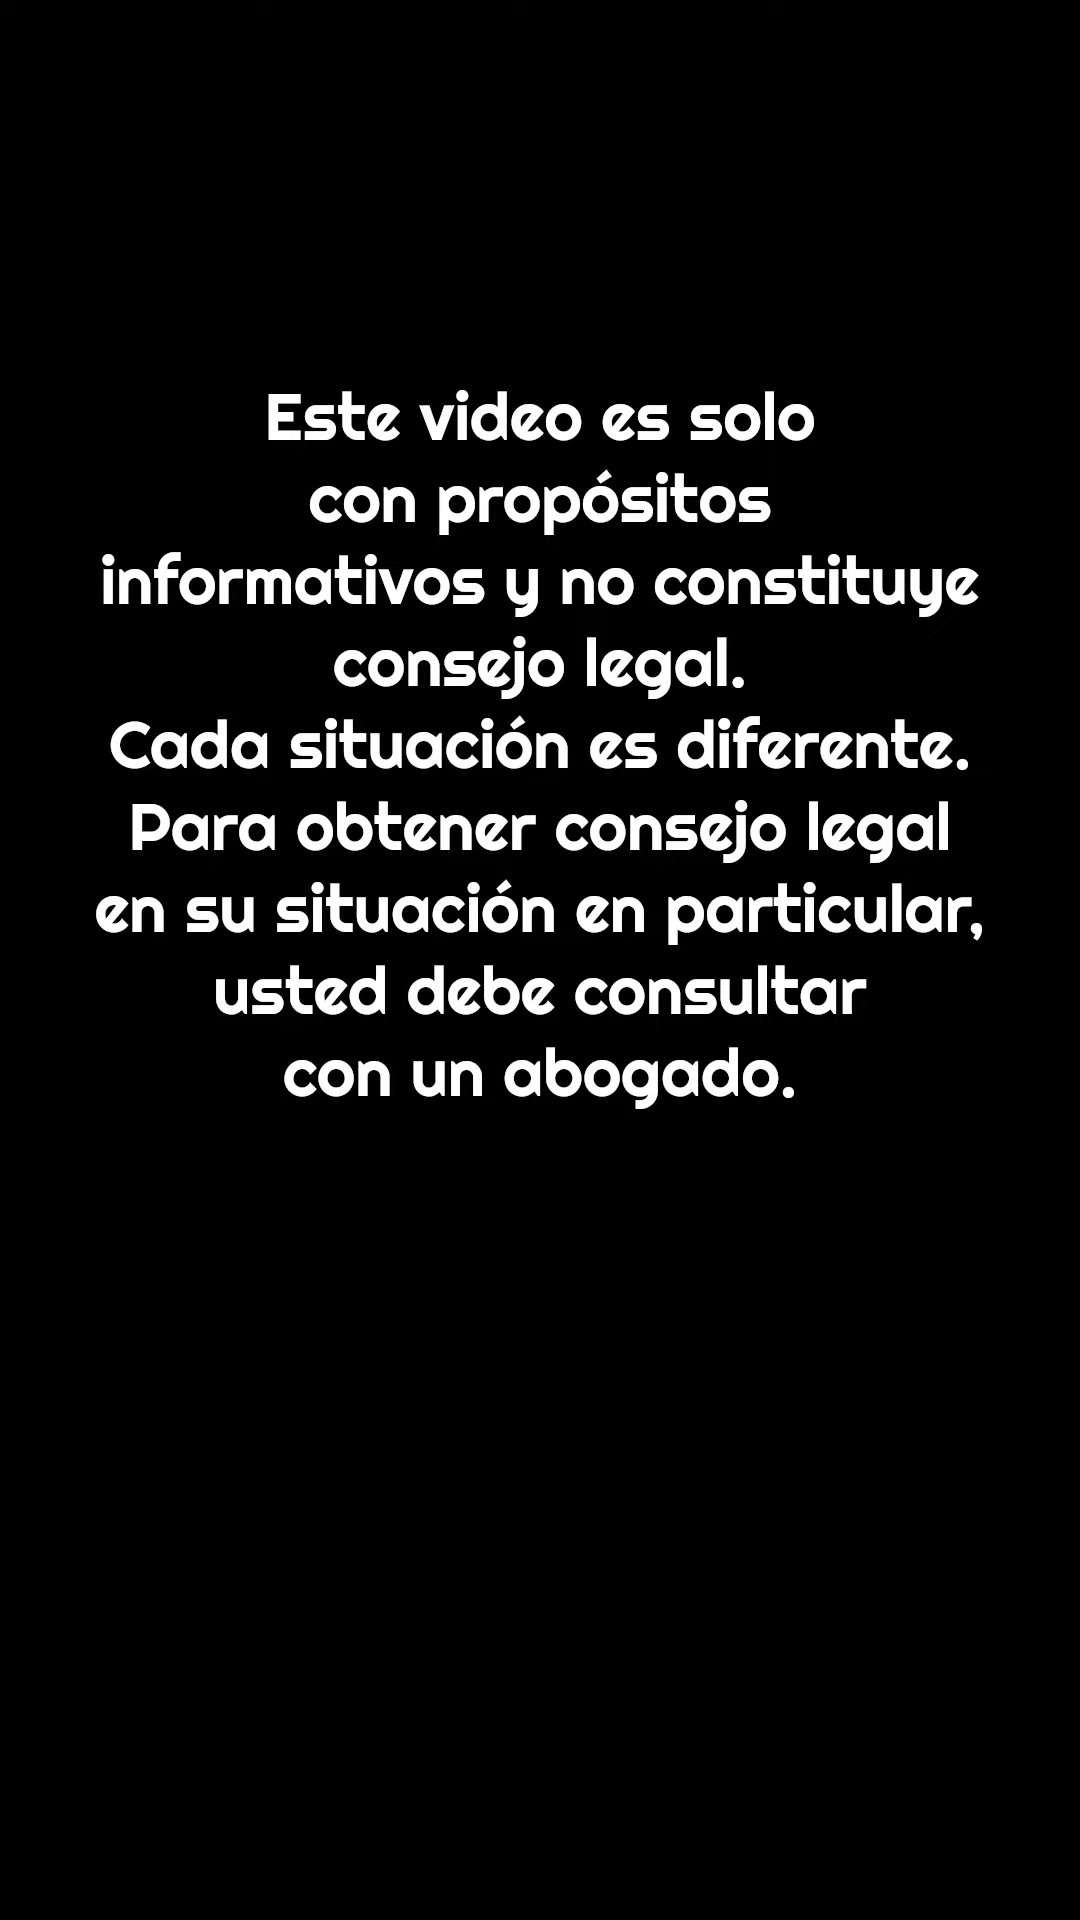 Este video es solo
con propósitos
informativos y no constituye
consejo legal.
Cada situación es diferente.
Para obtener consejo legal
en su situación en particular,
usted debe consultar
con un abogado.